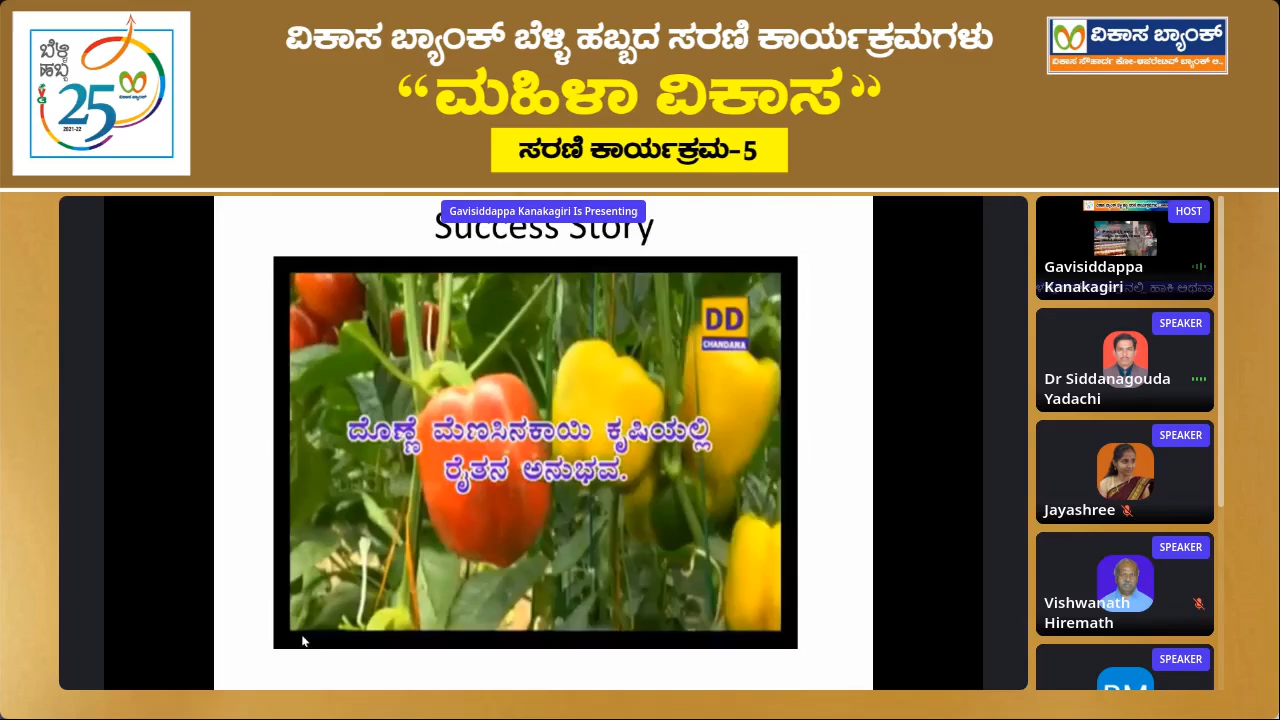 ಬೆಳ್ಳಿ
ಹಬ್ಬ
25
2021-22
ವಿಕಾಸ ಬ್ಯಾಂಕ್ ಬೆಳ್ಳಿ ಹಬ್ಬದ ಸರಣಿ ಕಾರ್ಯಕ್ರಮಗಳು
“ಮಹಿಳಾ ವಿಕಾಸ”
ಸರಣಿ ಕಾರ್ಯಕ್ರಮ-5
ವಿಕಾಸ ಬ್ಯಾಂಕ್
ವಿಕಾಸ ಸೌಹಾರ್ದ ಕೋ-ಆಪರೇಟಿವ್ ಬ್ಯಾಂಕ್ ಲಿ.,
Gavisiddappa Kanakagiri Is Presenting
Success Story
DD
CHANDANA
ದೊಣ್ಣೆ ಮೆಣಸಿನಕಾಯಿ ಕೃಷಿಯಲ್ಲಿ
ರೈತನ ಅನುಭವ.
HOST
Gavisiddappa
Kanakagiri
SPEAKER
Dr Siddanagouda
Yadachi
SPEAKER
Jayashree
SPEAKER
Vishwanath
Hiremath
SPEAKER